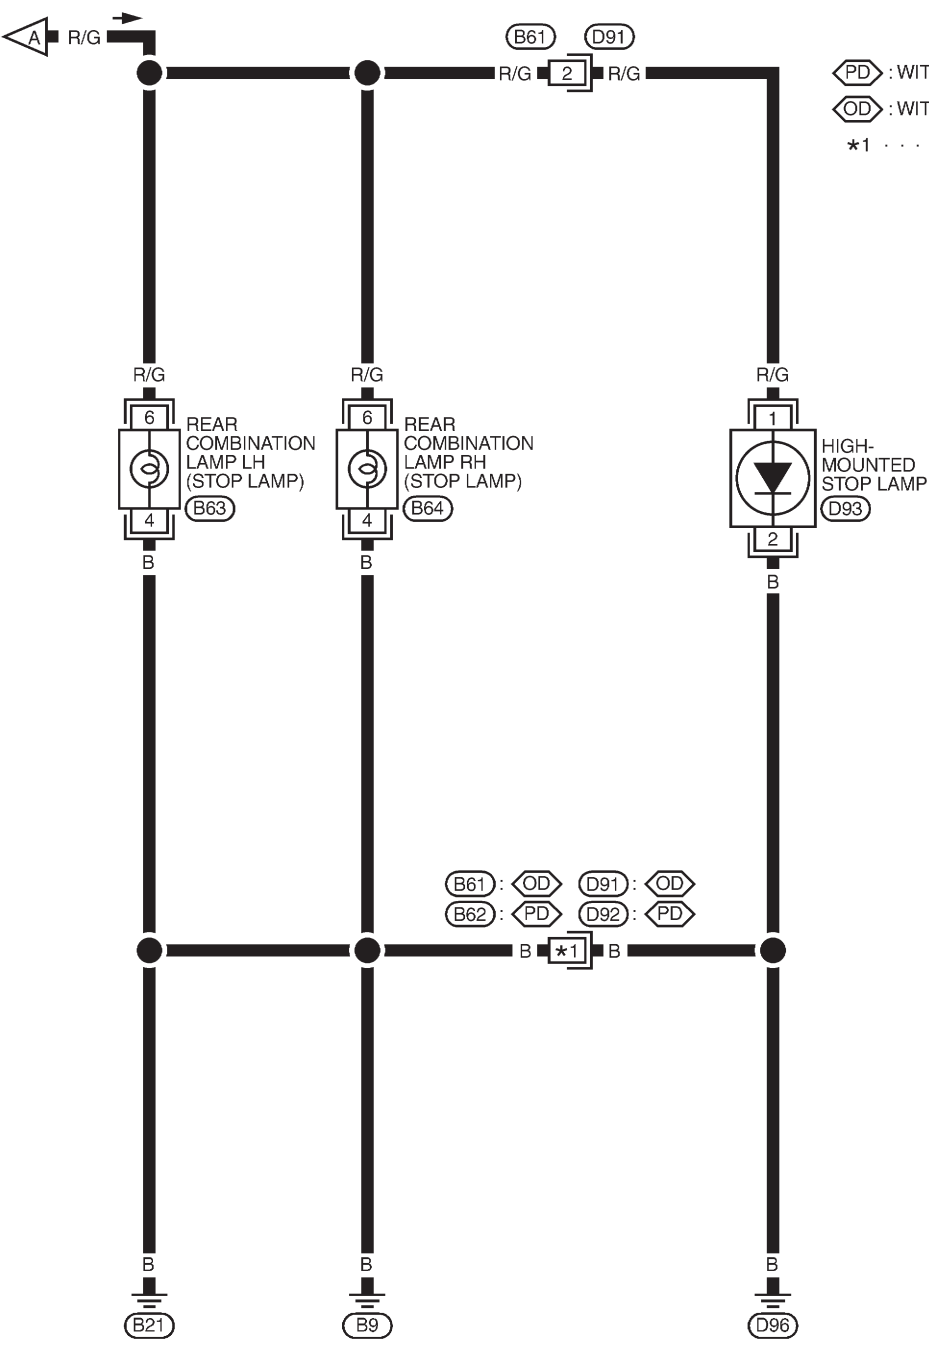 A R/G
B61 D91
R/G 2 R/G
PD : WIT
OD : WIT
*1 · · ·
R/G R/G R/G
6 6 1
REAR
COMBINATION
LAMP LH
(STOP LAMP)
B63
REAR
COMBINATION
LAMP RH
(STOP LAMP)
B64
HIGH-
MOUNTED
STOP LAMP
D93
4 4 2
B B B
B61 : OD D91 : OD
B62 : PD D92 : PD
B *1 B
B B B
B21 B9 D96